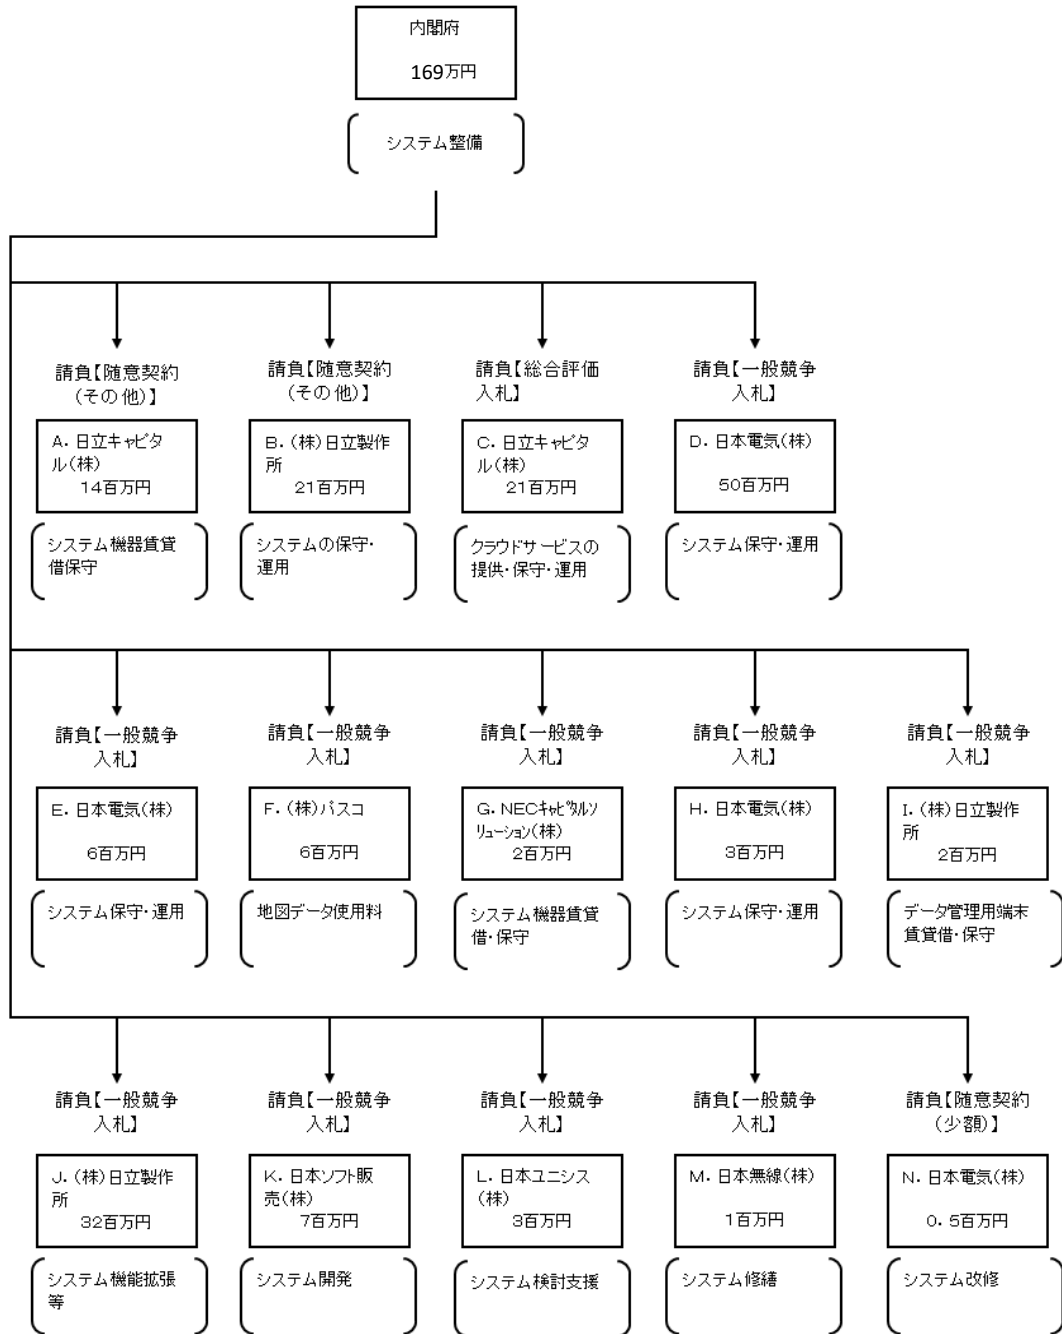 内閣府
169万円
システム整備
請負【随意契約
(その他)】
請負【随意契約
(その他)】
請負【総合評価
入札】
請負【一般競争
入札】
A. 日立キャピタ
ル(株)
14百万円
B. (株)日立製作
所
21百万円
C. 日立キャピタ
ル(株)
21百万円
D. 日本電気(株)
50百万円
システム機器賃貸
借保守
システムの保守・
運用
クラウドサービスの
提供・保守・運用
システム保守・運用
請負【一般競争
入札】
請負【一般競争
入札】
請負【一般競争
入札】
請負【一般競争
入札】
請負【一般競争
入札】
E. 日本電気(株)
6百万円
F. (株)パスコ
6百万円
G. NECキャピタルソ
リューション(株)
2百万円
H. 日本電気(株)
3百万円
I. (株)日立製作
所
2百万円
システム保守・運用
地図データ使用料
システム機器賃貸
借・保守
システム保守・運用
データ管理用端末
賃貸借・保守
請負【一般競争
入札】
請負【一般競争
入札】
請負【一般競争
入札】
請負【一般競争
入札】
請負【随意契約
(少額)】
J. (株)日立製作
所
32百万円
K. 日本ソフト販
売(株)
7百万円
L. 日本ユニシス
(株)
3百万円
M. 日本無線(株)
1百万円
N. 日本電気(株)
0. 5百万円
システム機能拡張
等
システム開発
システム検討支援
システム修繕
システム改修